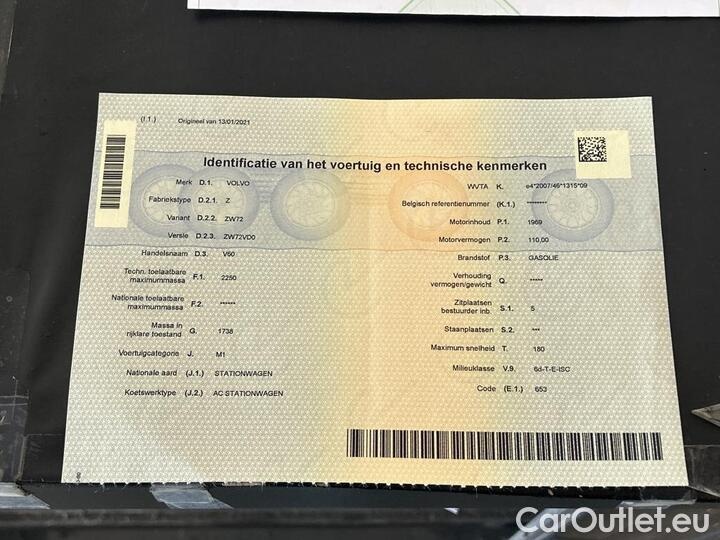 (I.1.) Origineel van 13/01/2021
Identificatie van het voertuig en technische kenmerken
Merk D.1. VOLVO
Fabriekstype D.2.1. Z
Variant D.2.2. ZW72
Versie D.2.3. ZW72VD0
Handelsnaam D.3. V60
Techn. toelaatbare
maximummassa F.1. 2250
Nationale toelaatbare
maximummassa F.2. ******
Massa in
rijklare toestand G. 1738
Voertuigcategorie J. M1
Nationale aard (J.1.) STATIONWAGEN
Koetswerktype (J.2.) AC STATIONWAGEN
WVTA K. e4*2007/46*1315*09
Belgisch referentienummer (K.1.) ********
Motorinhoud P.1. 1969
Motorvermogen P.2. 110,00
Brandstof P.3. GASOLIE
Verhouding
vermogen/gewicht Q. *****
Zitplaatsen
bestuurder inb. S.1. 5
Staanplaatsen S.2. ***
Maximum snelheid T. 180
Milieuklasse V.9. 6d-T-E-ISC
Code (E.1.) 653
CarOutlet.eu